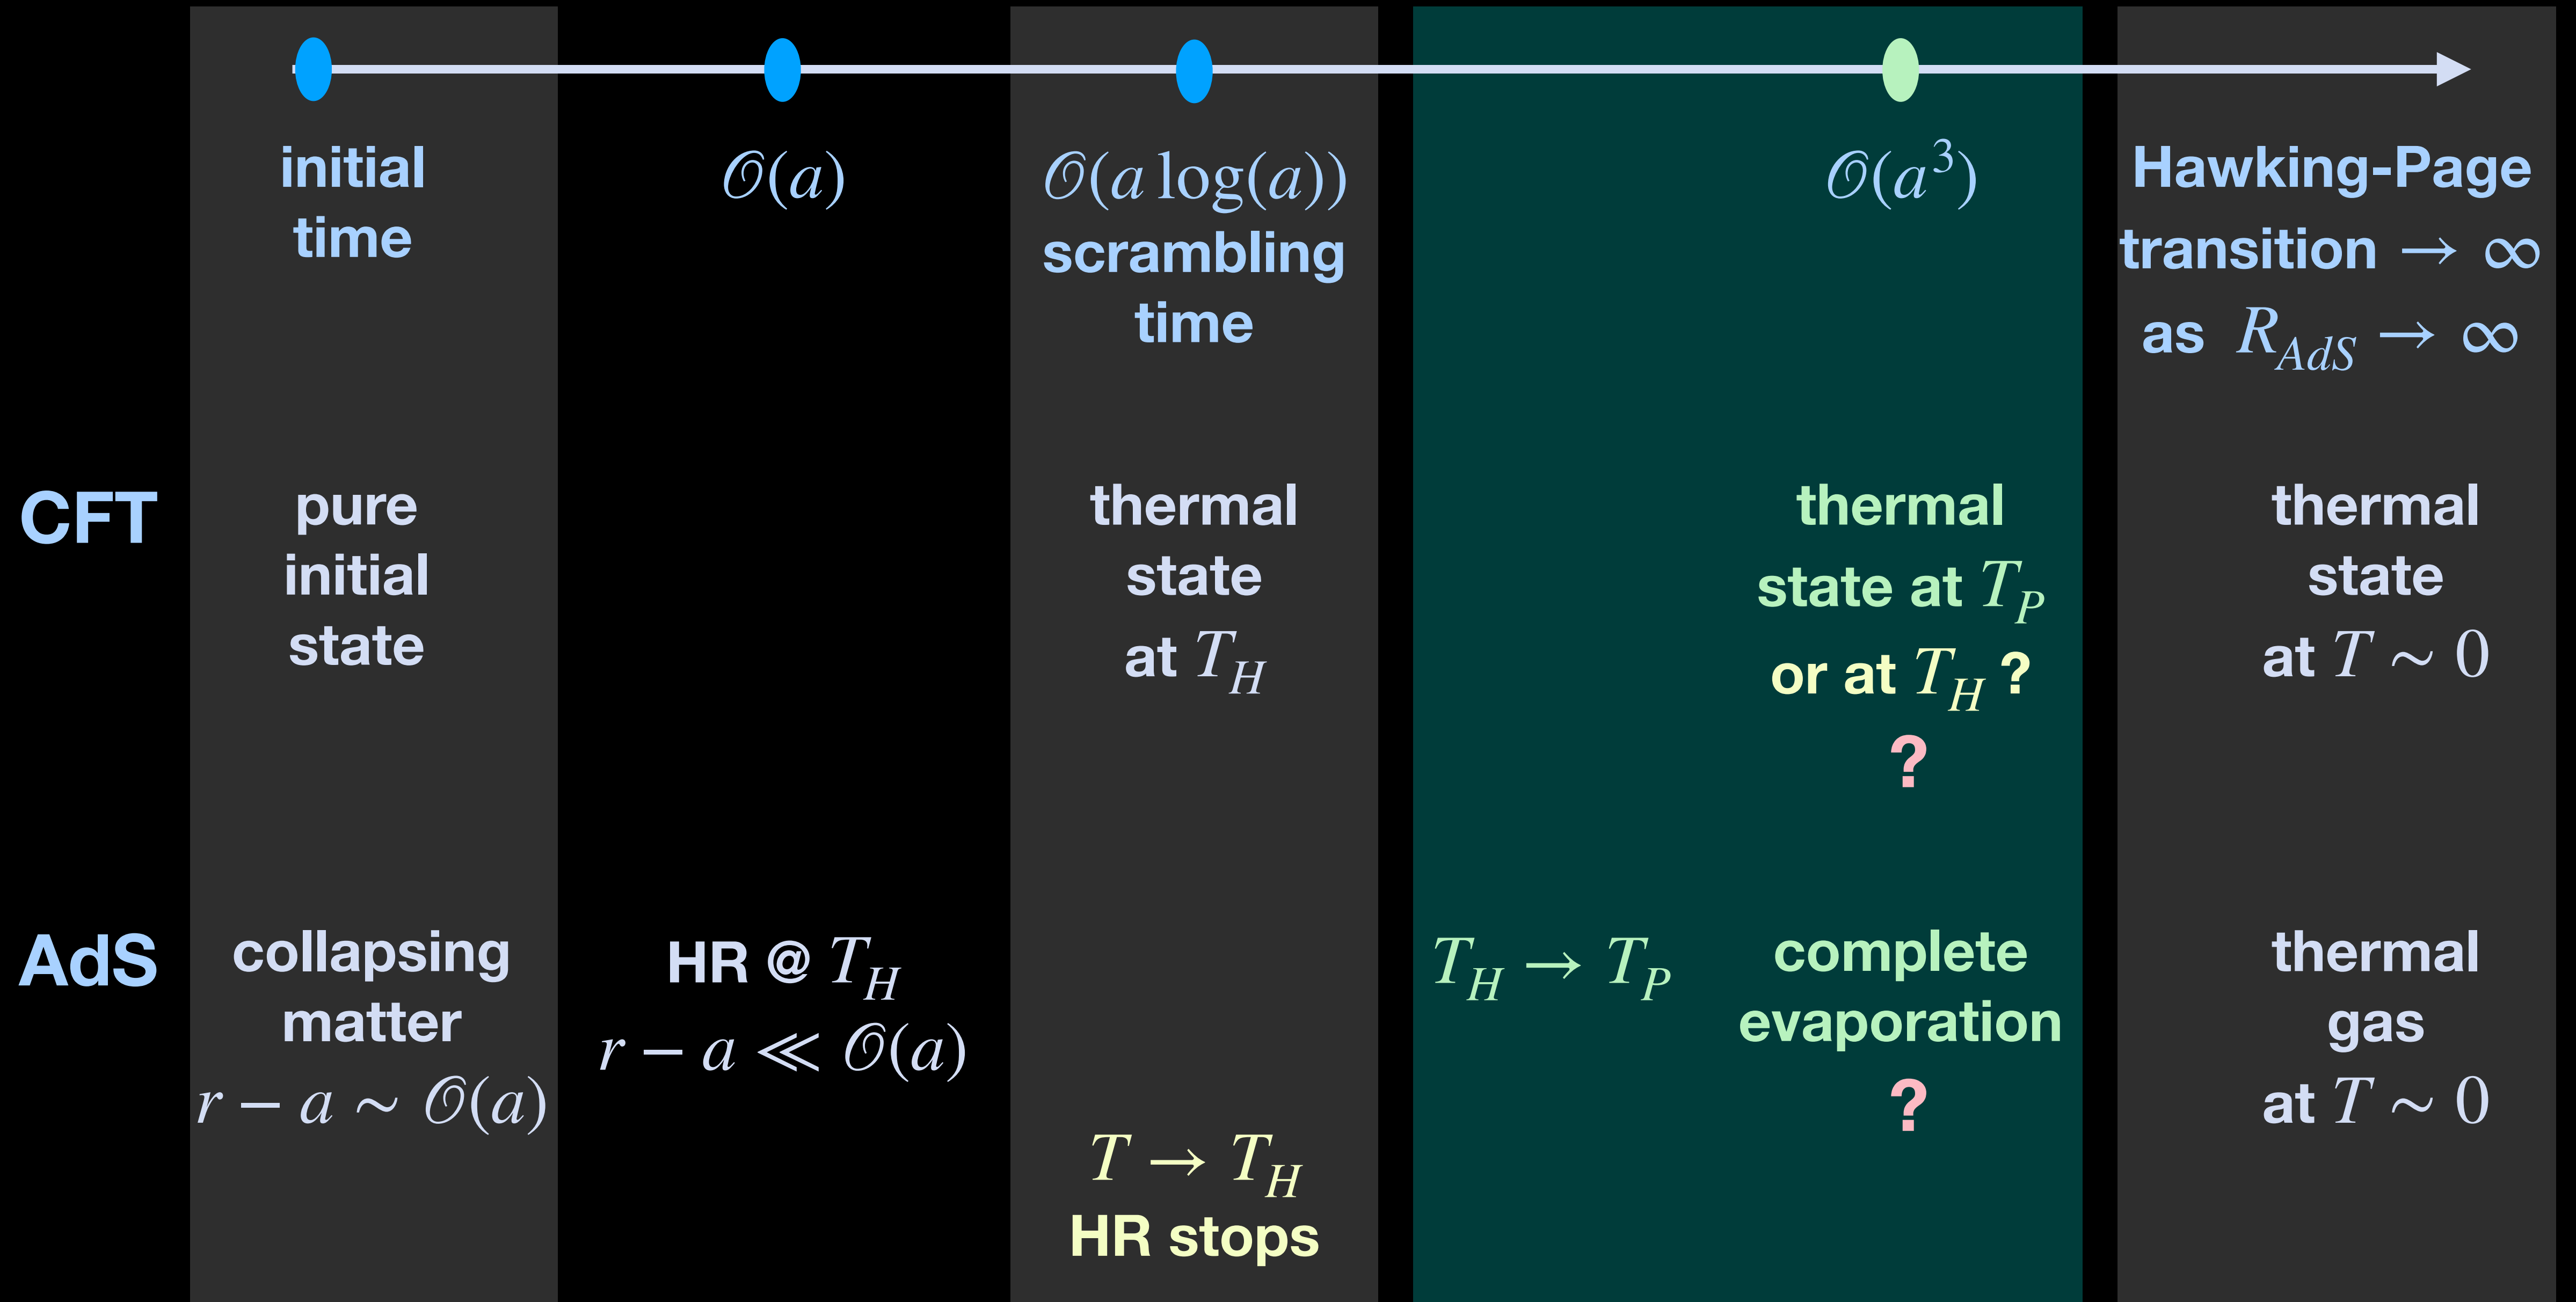 initial
time
𝒪(a)
𝒪(a log(a))
scrambling
time
𝒪(a³)
Hawking-Page
transition → ∞
as R_{AdS} → ∞
CFT
pure
initial
state
thermal
state
at T_H
thermal
state at T_P
or at T_H ?
?
thermal
state
at T ∼ 0
AdS
collapsing
matter
r − a ∼ 𝒪(a)
HR @ T_H
r − a ≪ 𝒪(a)
T → T_H
HR stops
T_H → T_P
complete
evaporation
?
thermal
gas
at T ∼ 0